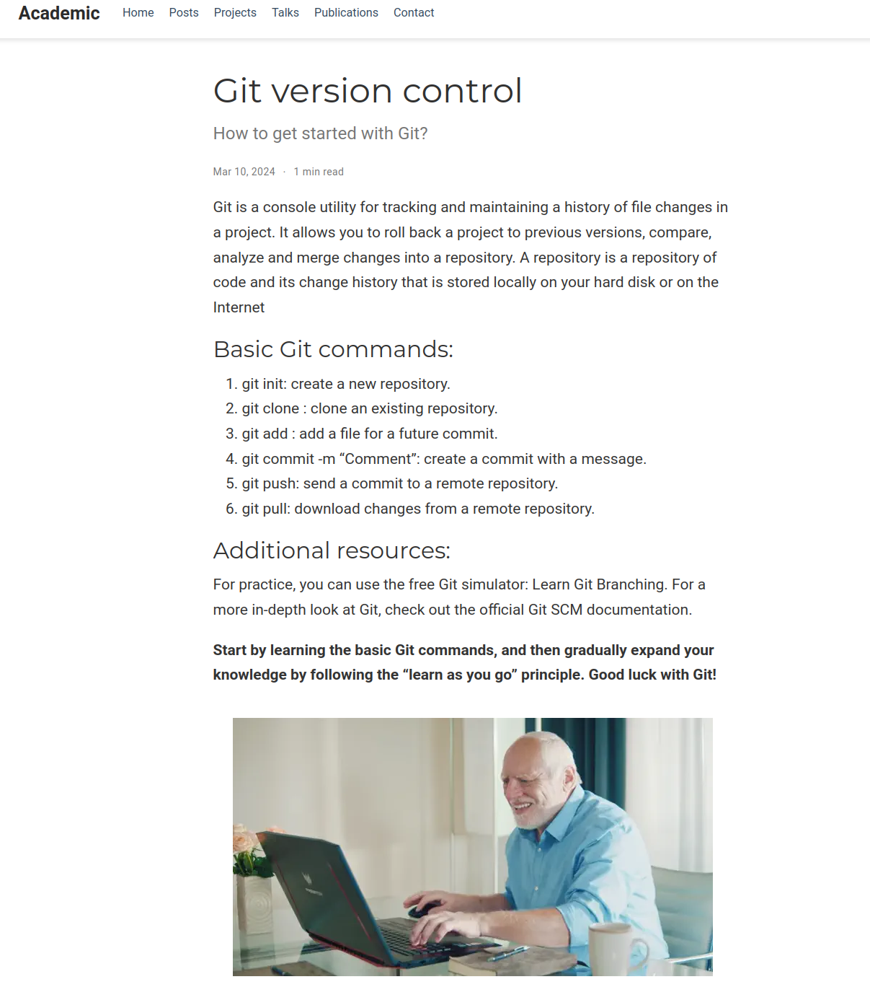 Academic Home Posts Projects Talks Publications Contact
Git version control
How to get started with Git?
Mar 10, 2024 · 1 min read
Git is a console utility for tracking and maintaining a history of file changes in
a project. It allows you to roll back a project to previous versions, compare,
analyze and merge changes into a repository. A repository is a repository of
code and its change history that is stored locally on your hard disk or on the
Internet
Basic Git commands:
1. git init: create a new repository.
2. git clone : clone an existing repository.
3. git add : add a file for a future commit.
4. git commit -m “Comment”: create a commit with a message.
5. git push: send a commit to a remote repository.
6. git pull: download changes from a remote repository.
Additional resources:
For practice, you can use the free Git simulator: Learn Git Branching. For a
more in-depth look at Git, check out the official Git SCM documentation.
Start by learning the basic Git commands, and then gradually expand your
knowledge by following the “learn as you go” principle. Good luck with Git!